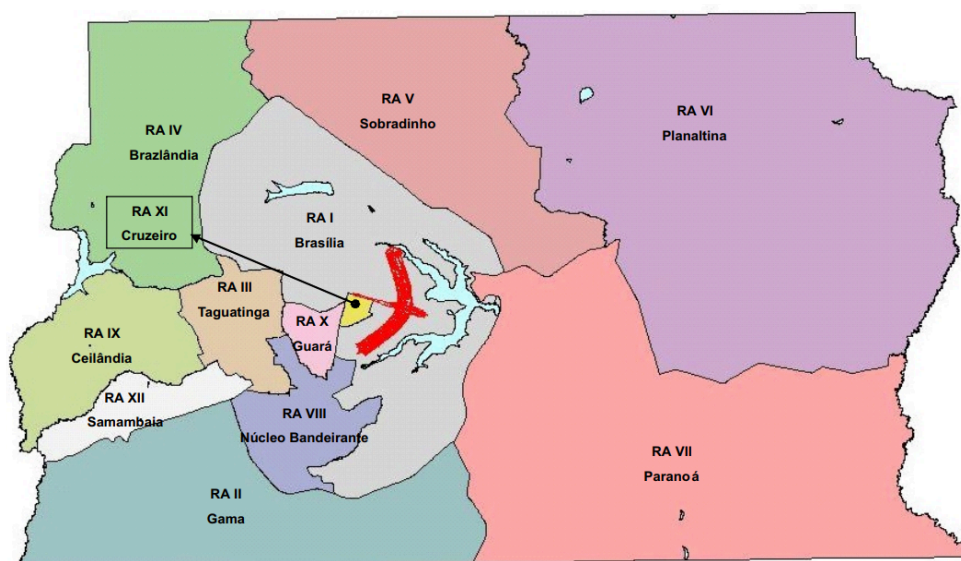 RA V
Sobradinho
RA VI
Planaltina
RA IV
Brazlândia
RA XI
Cruzeiro
RA I
Brasília
RA III
Taguatinga
RA X
Guará
RA IX
Ceilândia
RA XII
Samambaia
RA VIII
Núcleo Bandeirante
RA VII
Paranoá
RA II
Gama